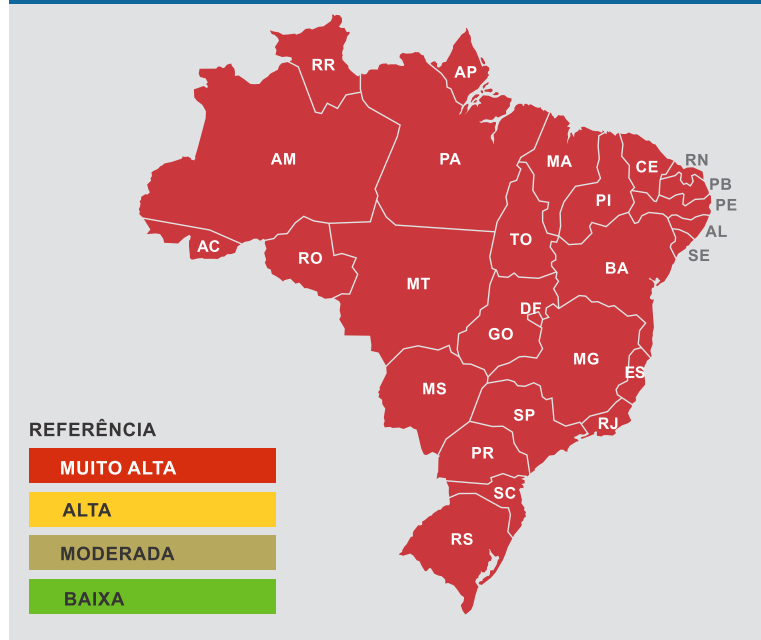 RR
AP
AM
PA
MA
CE
RN
PB
PI
PE
AL
TO
AC
SE
RO
BA
MT
DF
GO
MG
ES
MS
SP
RJ
REFERÊNCIA
PR
MUITO ALTA
SC
ALTA
RS
MODERADA
BAIXA